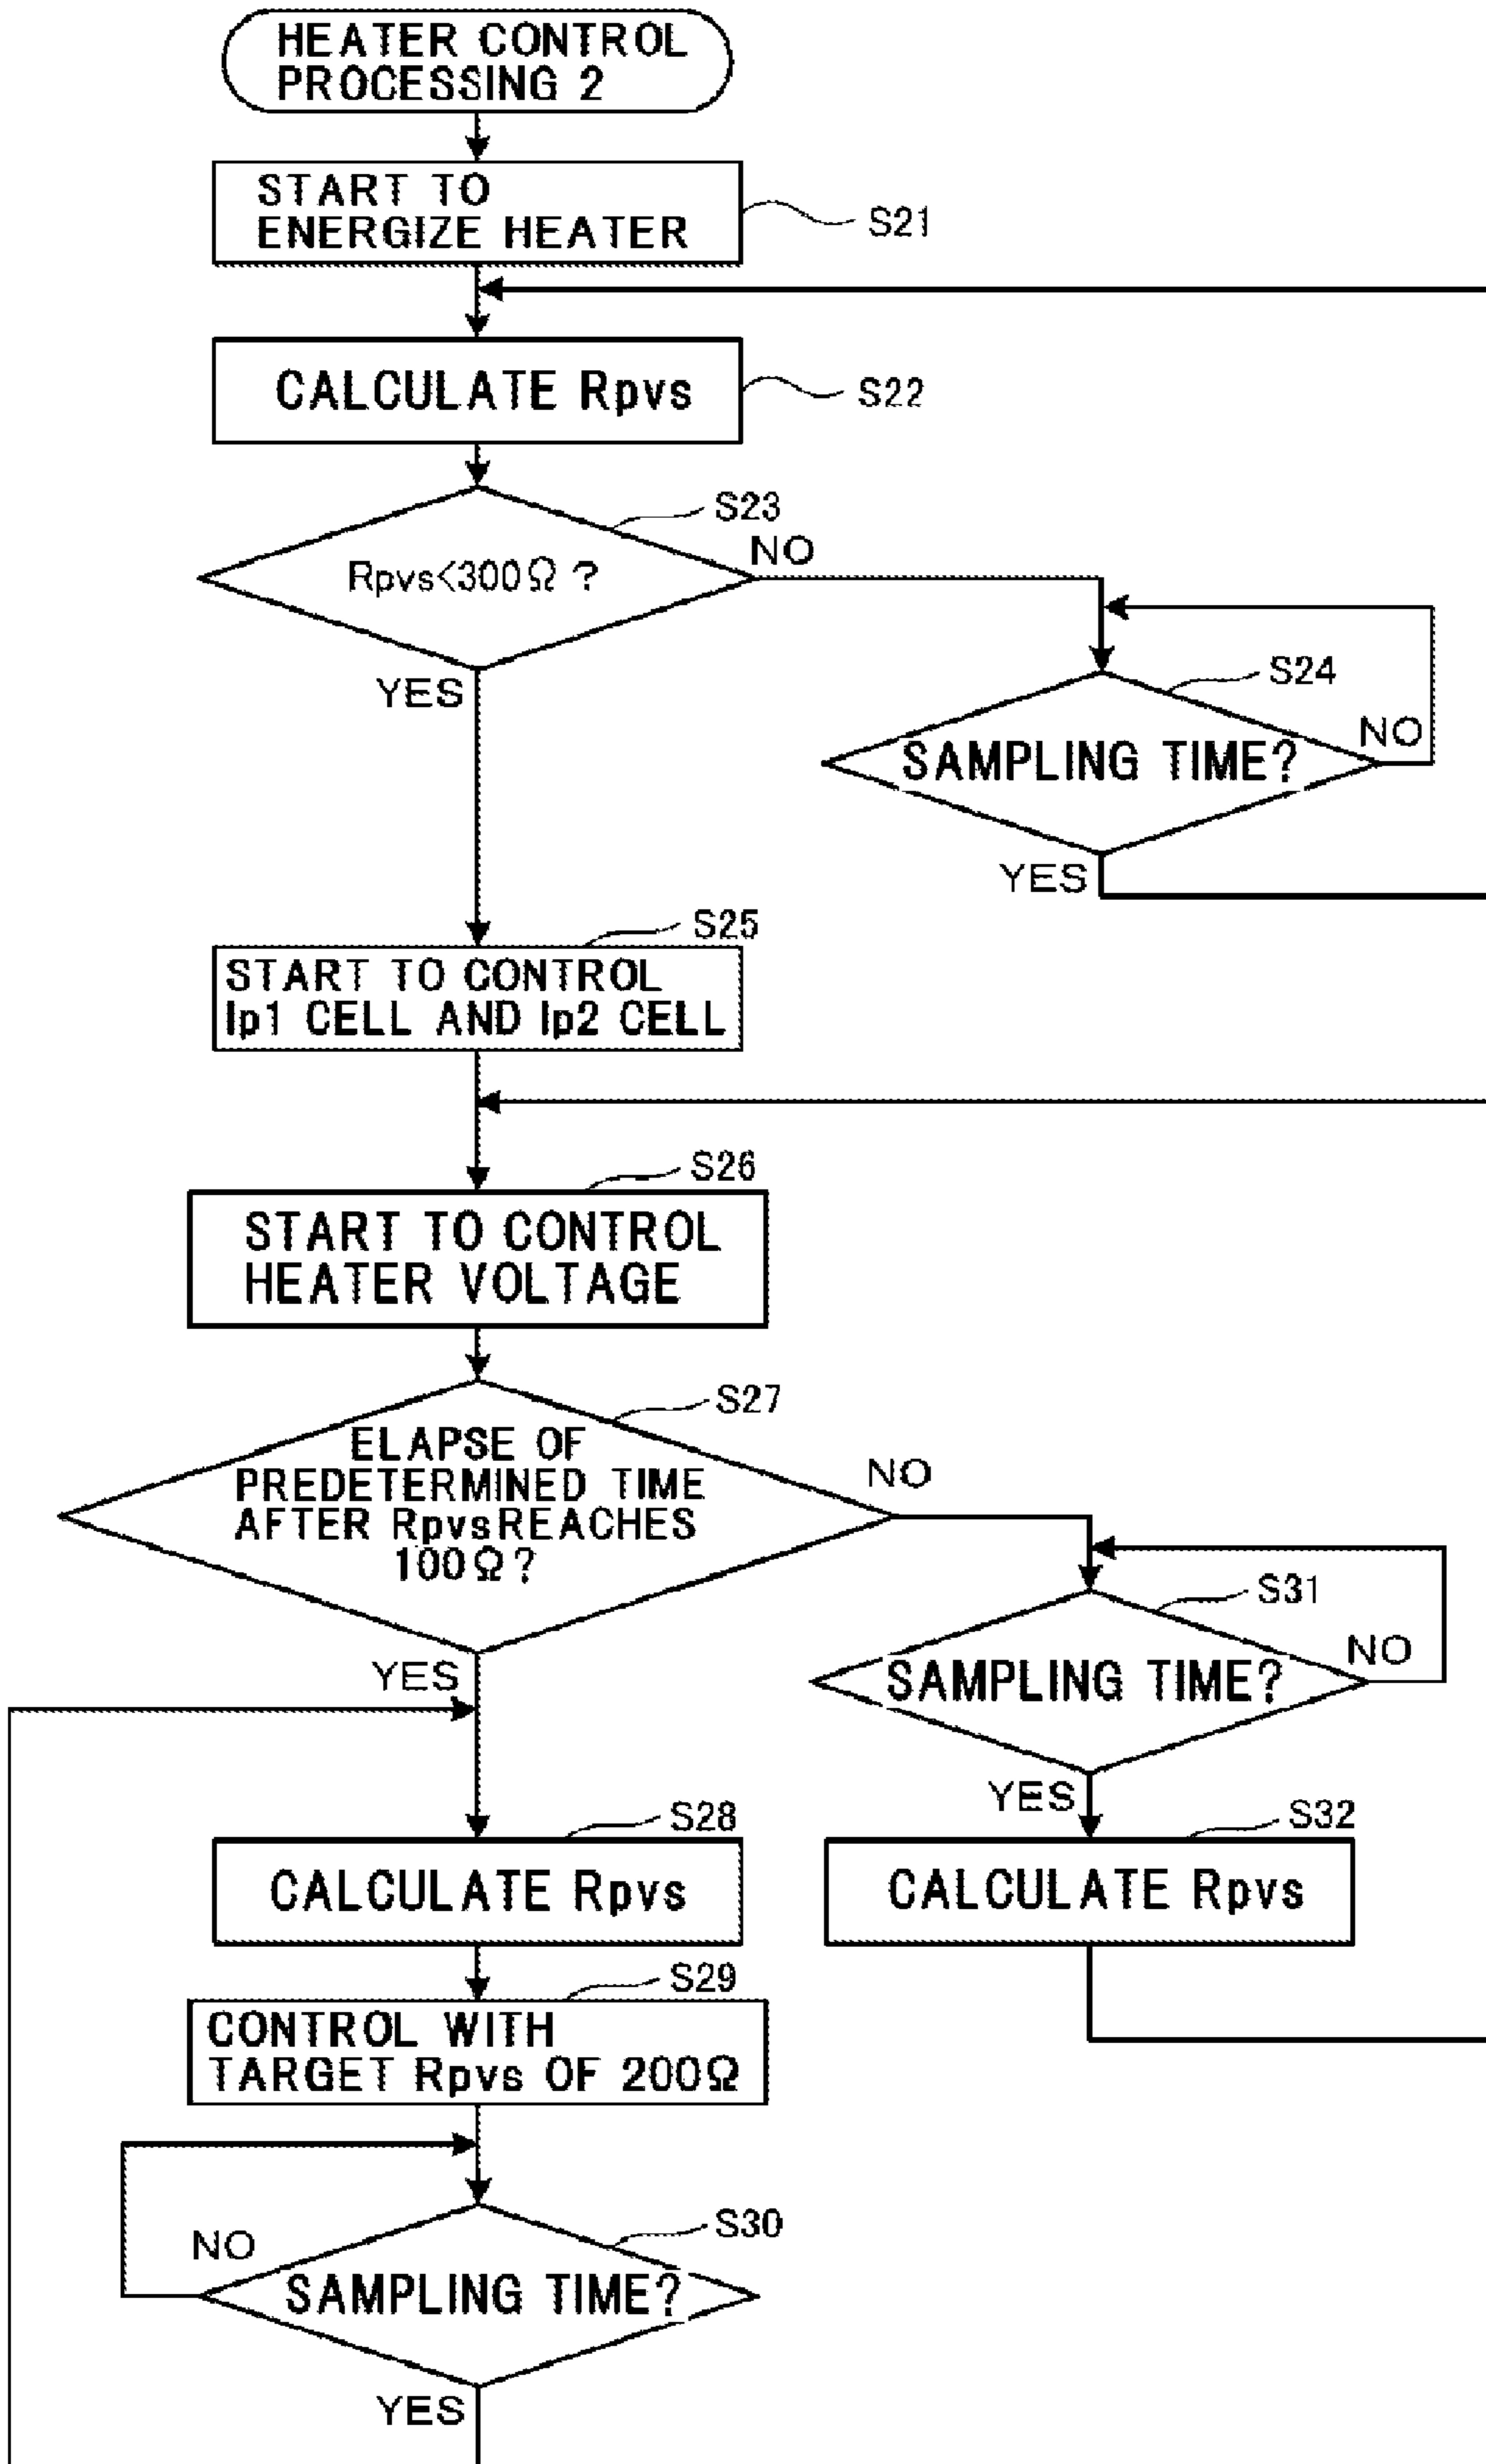 HEATER CONTROL
PROCESSING 2
START TO
ENERGIZE HEATER
S21
CALCULATE Rpvs
S22
S23
Rpvs<300Ω ?
NO
YES
S24
SAMPLING TIME?
NO
YES
S25
START TO CONTROL
Ip1 CELL AND Ip2 CELL
S26
START TO CONTROL
HEATER VOLTAGE
S27
ELAPSE OF
PREDETERMINED TIME
AFTER Rpvs REACHES
100Ω?
NO
YES
S31
SAMPLING TIME?
NO
YES
S28
CALCULATE Rpvs
S32
CALCULATE Rpvs
S29
CONTROL WITH
TARGET Rpvs OF 200Ω
S30
NO
SAMPLING TIME?
YES